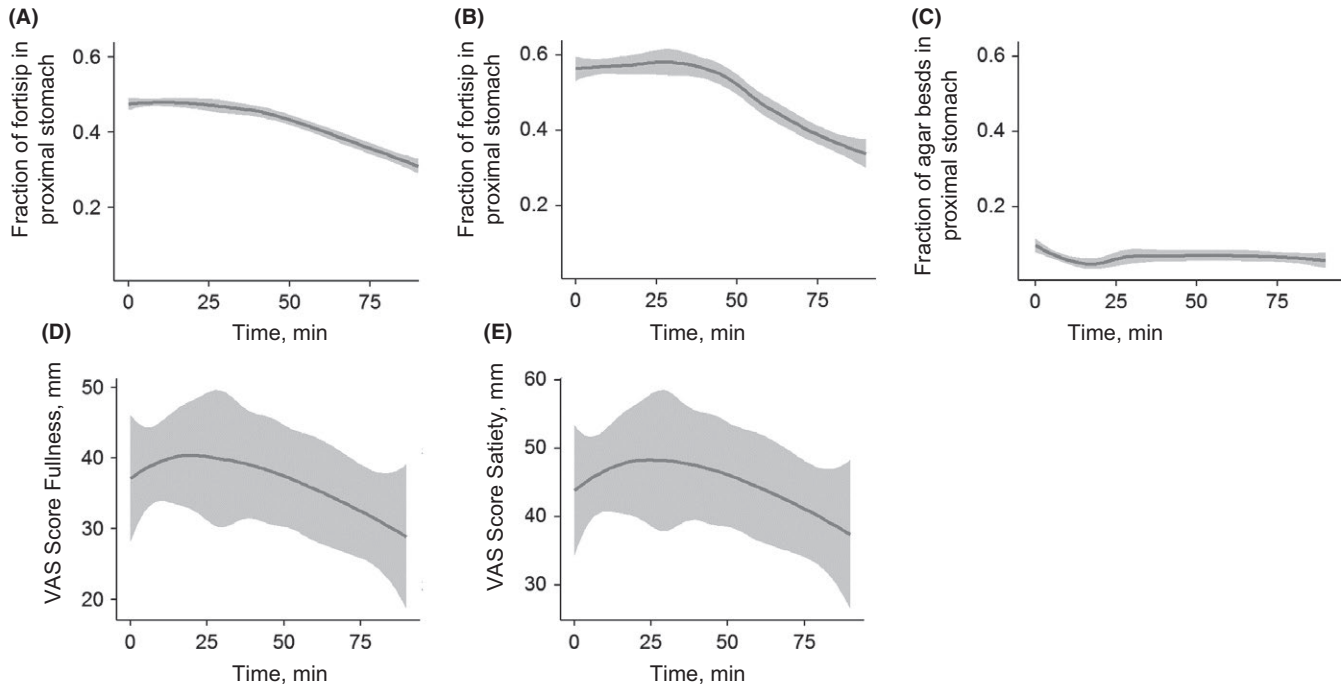 (A)
Fraction of fortisip in
proximal stomach
0.6
0.4
0.2
0
25
50
75
Time, min
(B)
Fraction of fortisip in
proximal stomach
0.6
0.4
0.2
0
25
50
75
Time, min
(C)
Fraction of agar besds in
proximal stomach
0.6
0.4
0.2
0
25
50
75
Time, min
(D)
VAS Score Fullness, mm
50
40
30
20
0
25
50
75
Time, min
(E)
VAS Score Satiety, mm
60
50
40
30
0
25
50
75
Time, min